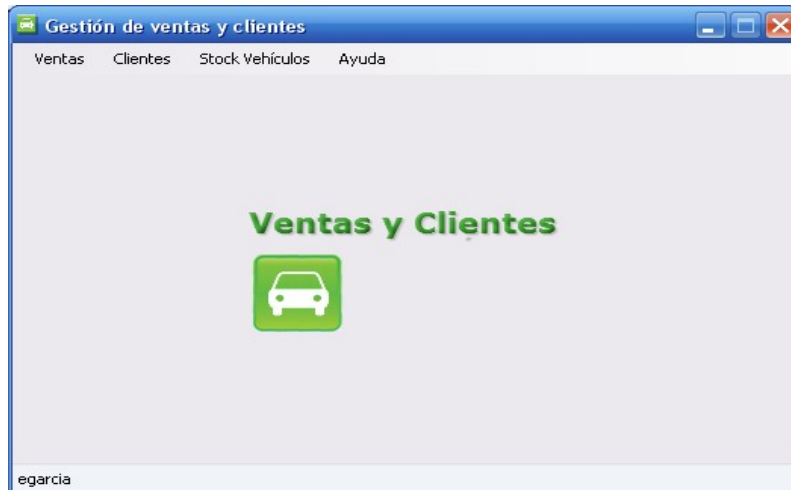 Gestión de ventas y clientes
Ventas Clientes Stock Vehículos Ayuda
Ventas y Clientes
egarcia